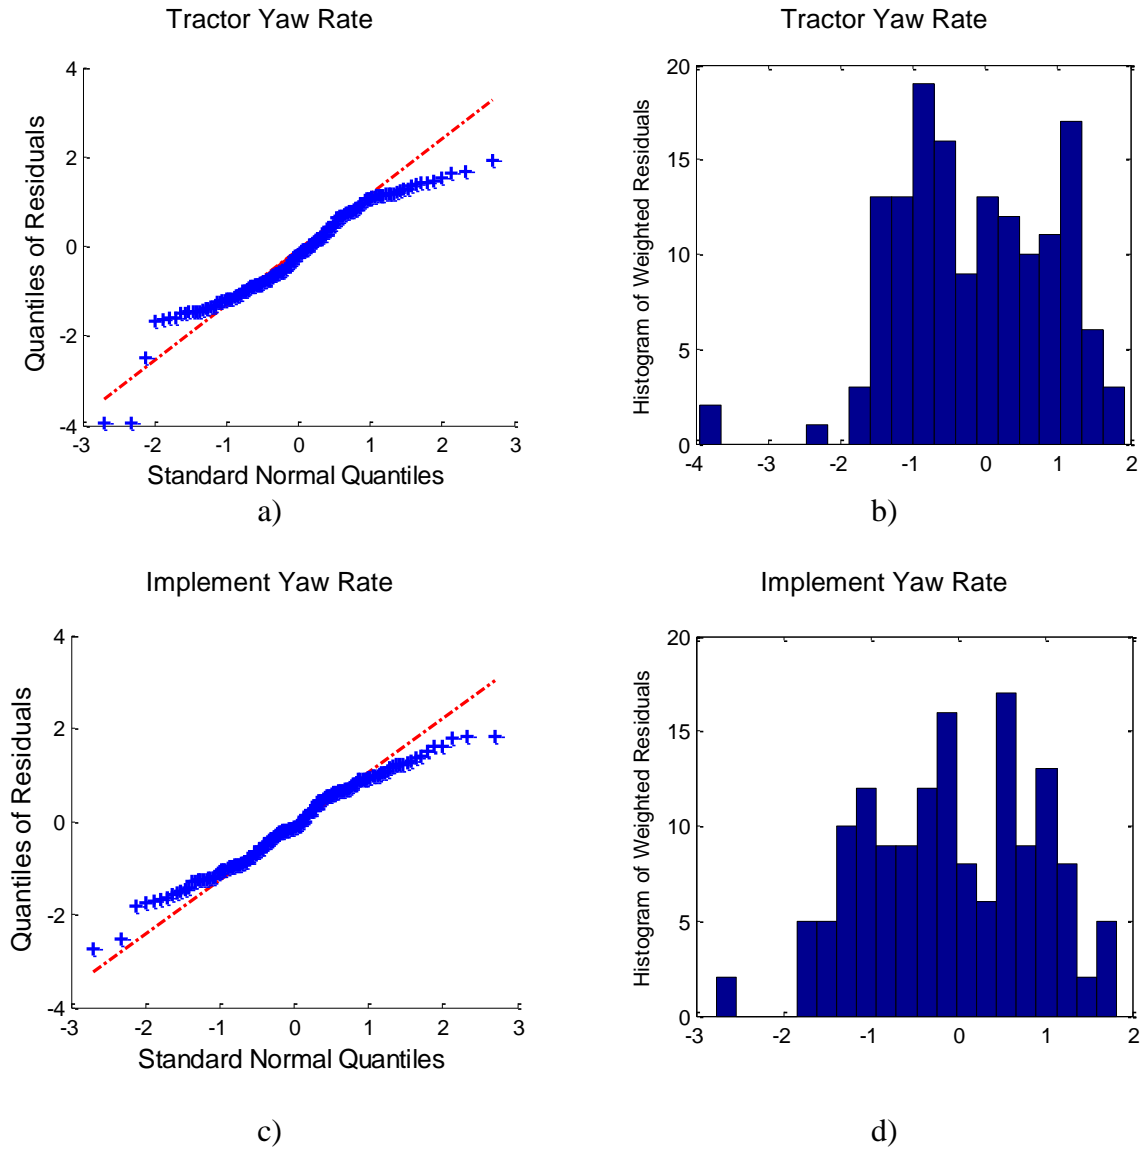 Tractor Yaw Rate
4
2
0
-2
-4
Quantiles of Residuals
-3 -2 -1 0 1 2 3
Standard Normal Quantiles
a)
Tractor Yaw Rate
20
15
10
5
0
Histogram of Weighted Residuals
-4 -3 -2 -1 0 1 2
b)
Implement Yaw Rate
4
2
0
-2
-4
Quantiles of Residuals
-3 -2 -1 0 1 2 3
Standard Normal Quantiles
c)
Implement Yaw Rate
20
15
10
5
0
Histogram of Weighted Residuals
-3 -2 -1 0 1 2
d)